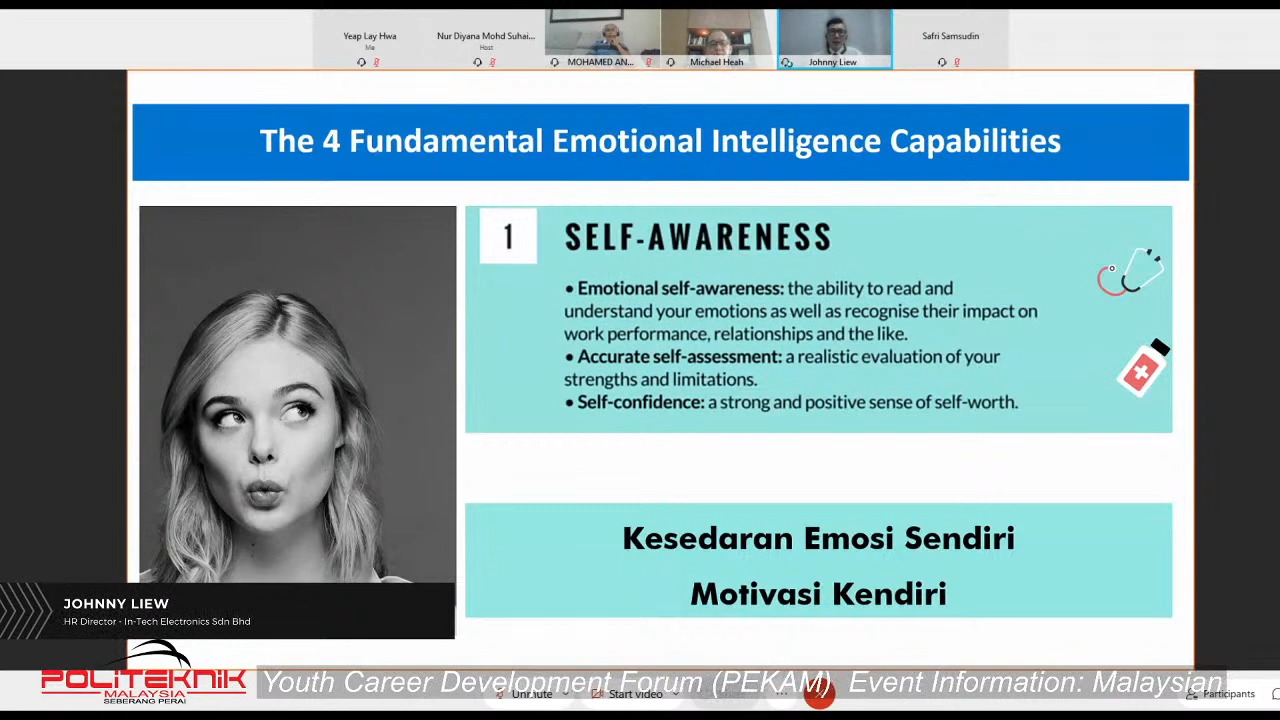 Yeap Lay Hwa
Me
Nur Diyana Mohd Suhai...
Host
MOHAMED AN...
Michael Heah
Johnny Liew
Safri Samsudin
The 4 Fundamental Emotional Intelligence Capabilities
1
SELF-AWARENESS
• Emotional self-awareness: the ability to read and
understand your emotions as well as recognise their impact on
work performance, relationships and the like.
• Accurate self-assessment: a realistic evaluation of your
strengths and limitations.
• Self-confidence: a strong and positive sense of self-worth.
Kesedaran Emosi Sendiri
Motivasi Kendiri
JOHNNY LIEW
HR Director - In-Tech Electronics Sdn Bhd
POLITEKNIK
MALAYSIA
SEBERANG PERAI
Youth Career Development Forum (PEKAM) Event Information: Malaysian
Unmute
Start video
Participants